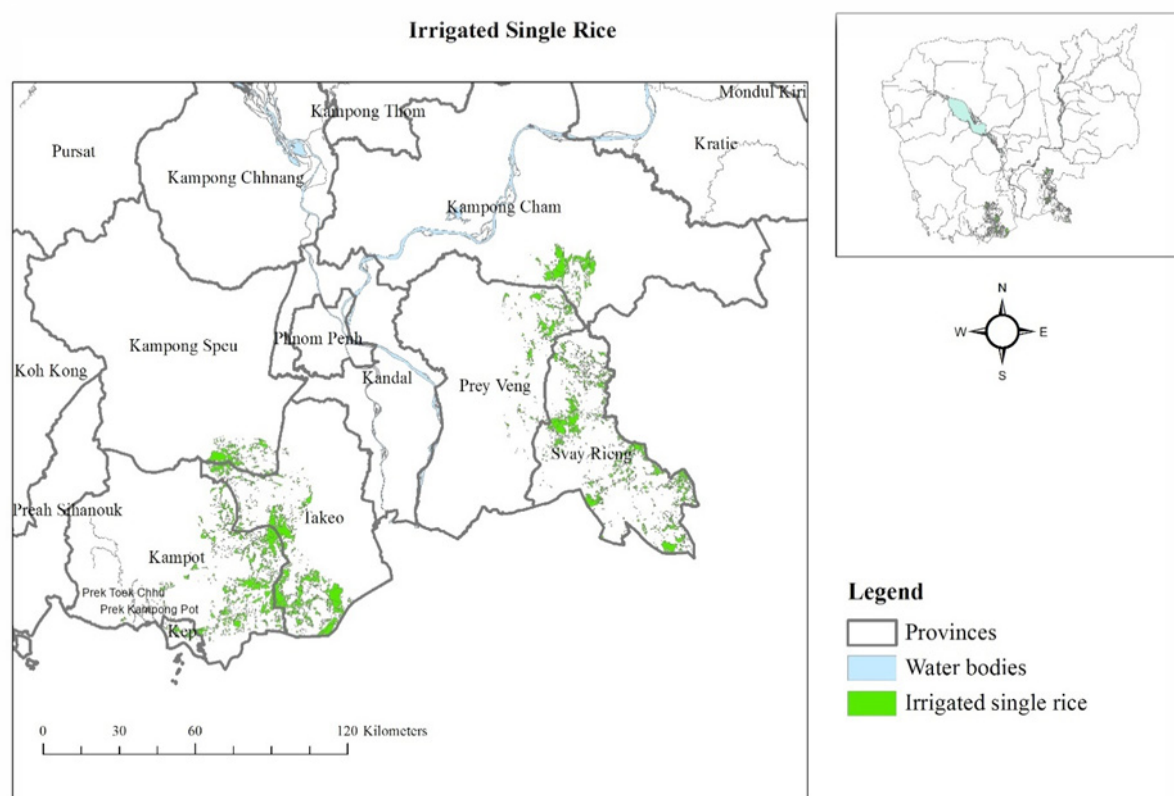 Irrigated Single Rice
Kampong Thom
Mondul Kiri
Pursat
Kratie
Kampong Chhnang
Kampong Cham
Phnom Penh
Kampong Speu
Koh Kong
Kandal
Prey Veng
Svay Rieng
Preah Sihanouk
Takeo
Kampot
Prek Toek Chhu
Prek Kampong Pot
Kep
0 30 60 120 Kilometers
N
W E
S
Legend
Provinces
Water bodies
Irrigated single rice